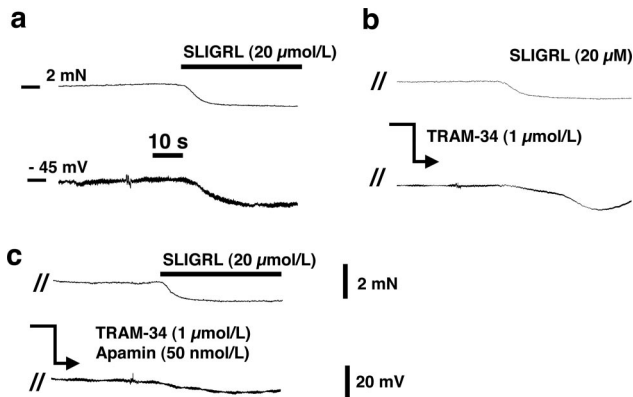 a
SLIGRL (20 µmol/L)
2 mN
10 s
- 45 mV
b
SLIGRL (20 µM)
//
TRAM-34 (1 µmol/L)
//
c
SLIGRL (20 µmol/L)
//
2 mN
TRAM-34 (1 µmol/L)
Apamin (50 nmol/L)
//
20 mV